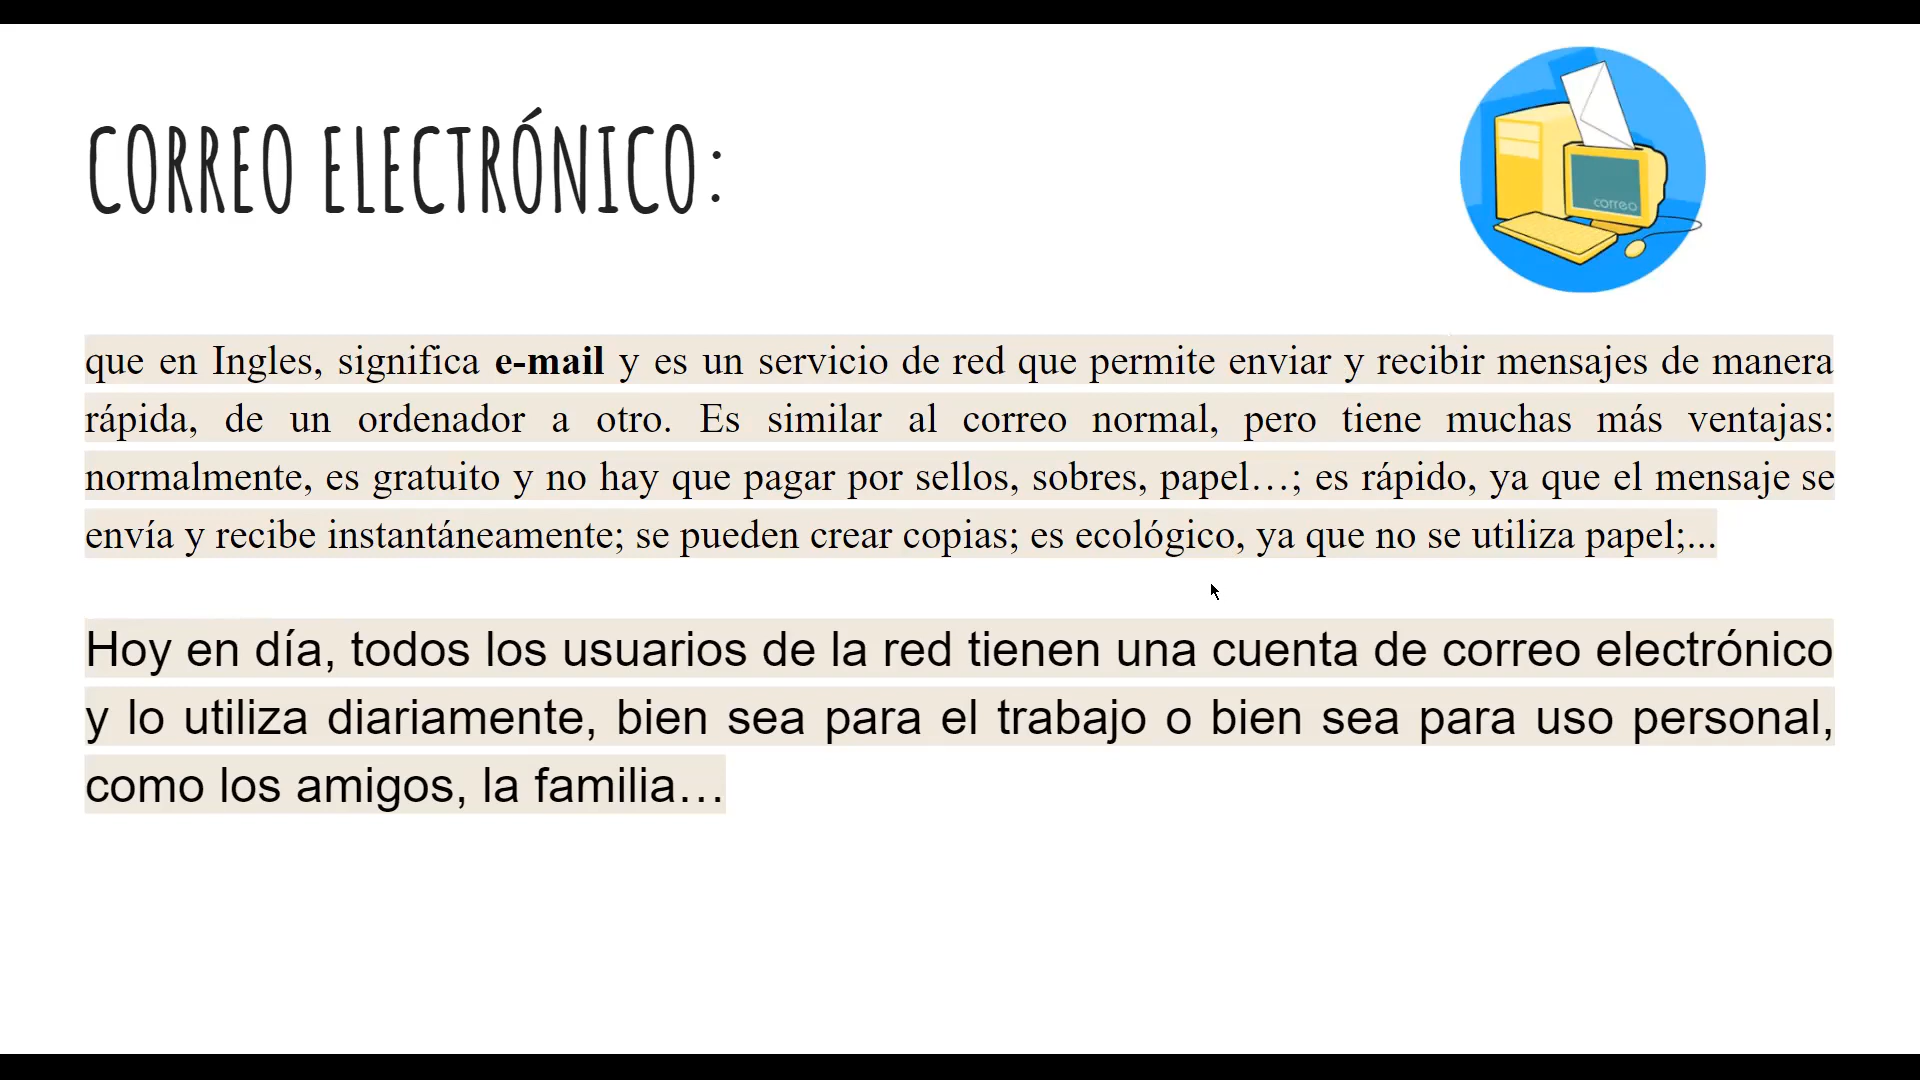 CORREO ELECTRÓNICO:
correo
que en Ingles, significa e-mail y es un servicio de red que permite enviar y recibir mensajes de manera
rápida, de un ordenador a otro. Es similar al correo normal, pero tiene muchas más ventajas:
normalmente, es gratuito y no hay que pagar por sellos, sobres, papel…; es rápido, ya que el mensaje se
envía y recibe instantáneamente; se pueden crear copias; es ecológico, ya que no se utiliza papel;...
Hoy en día, todos los usuarios de la red tienen una cuenta de correo electrónico
y lo utiliza diariamente, bien sea para el trabajo o bien sea para uso personal,
como los amigos, la familia…